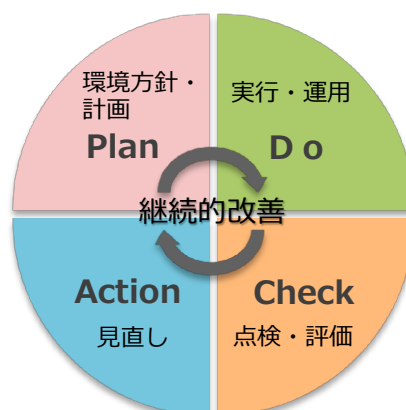 環境方針・
計画
Plan
実行・運用
D o
継続的改善
Action
見直し
Check
点検・評価